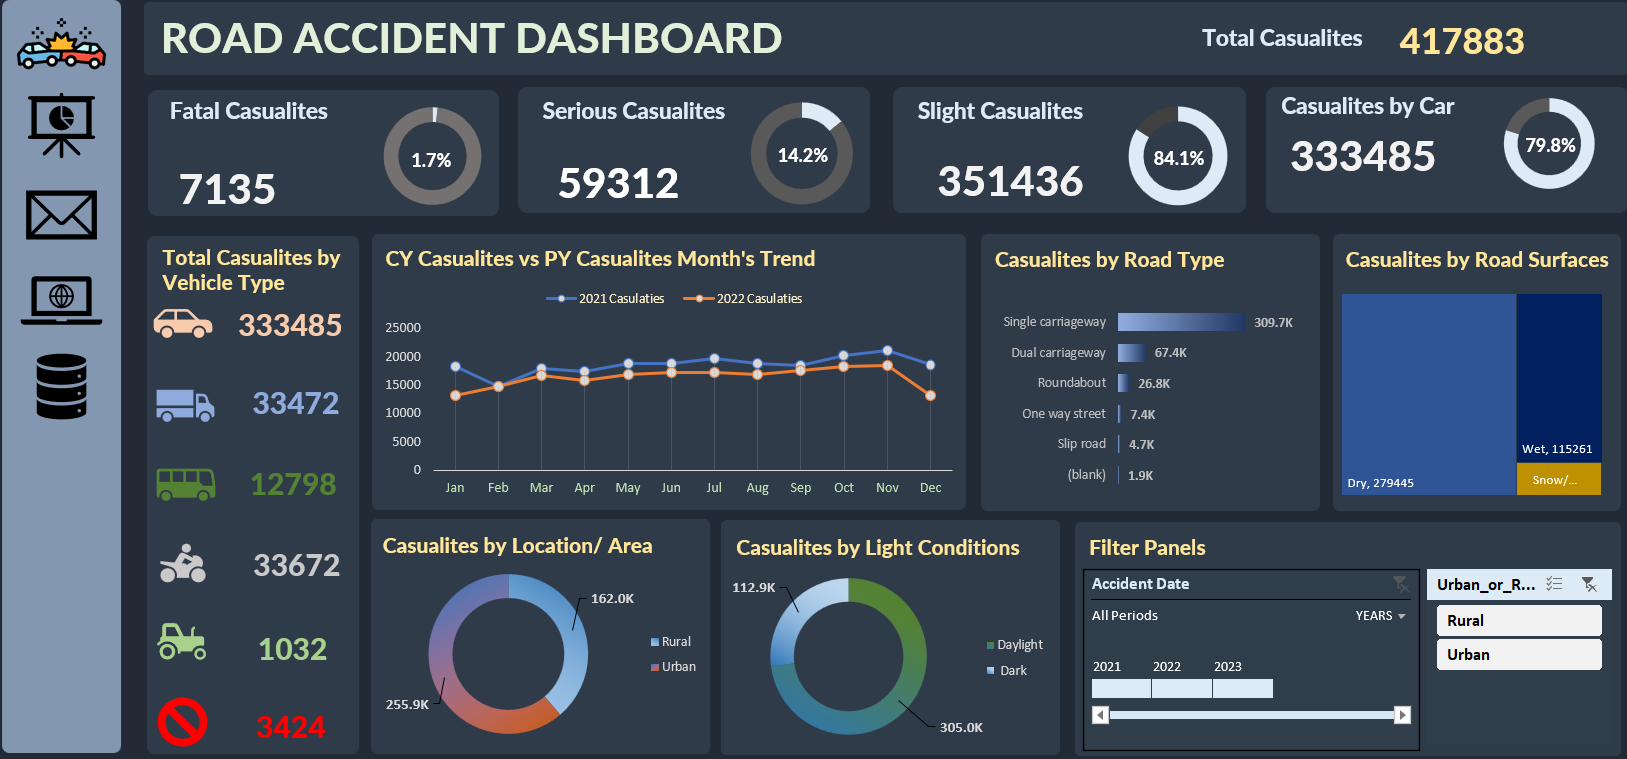 ROAD ACCIDENT DASHBOARD
Total Casualites
417883
Fatal Casualites
7135
1.7%
Serious Casualites
59312
14.2%
Slight Casualites
351436
84.1%
Casualites by Car
333485
79.8%
Total Casualites by
Vehicle Type
333485
33472
12798
33672
1032
3424
CY Casualites vs PY Casualites Month's Trend
2021 Casulaties
2022 Casulaties
25000
20000
15000
10000
5000
0
Jan Feb Mar Apr May Jun Jul Aug Sep Oct Nov Dec
Casualites by Road Type
Single carriageway 309.7K
Dual carriageway 67.4K
Roundabout 26.8K
One way street 7.4K
Slip road 4.7K
(blank) 1.9K
Casualites by Road Surfaces
Wet, 115261
Dry, 279445
Snow/...
Casualites by Location/ Area
162.0K
Rural
Urban
255.9K
Casualites by Light Conditions
112.9K
Daylight
Dark
305.0K
Filter Panels
Accident Date
All Periods
YEARS
2021 2022 2023
Urban_or_R...
Rural
Urban